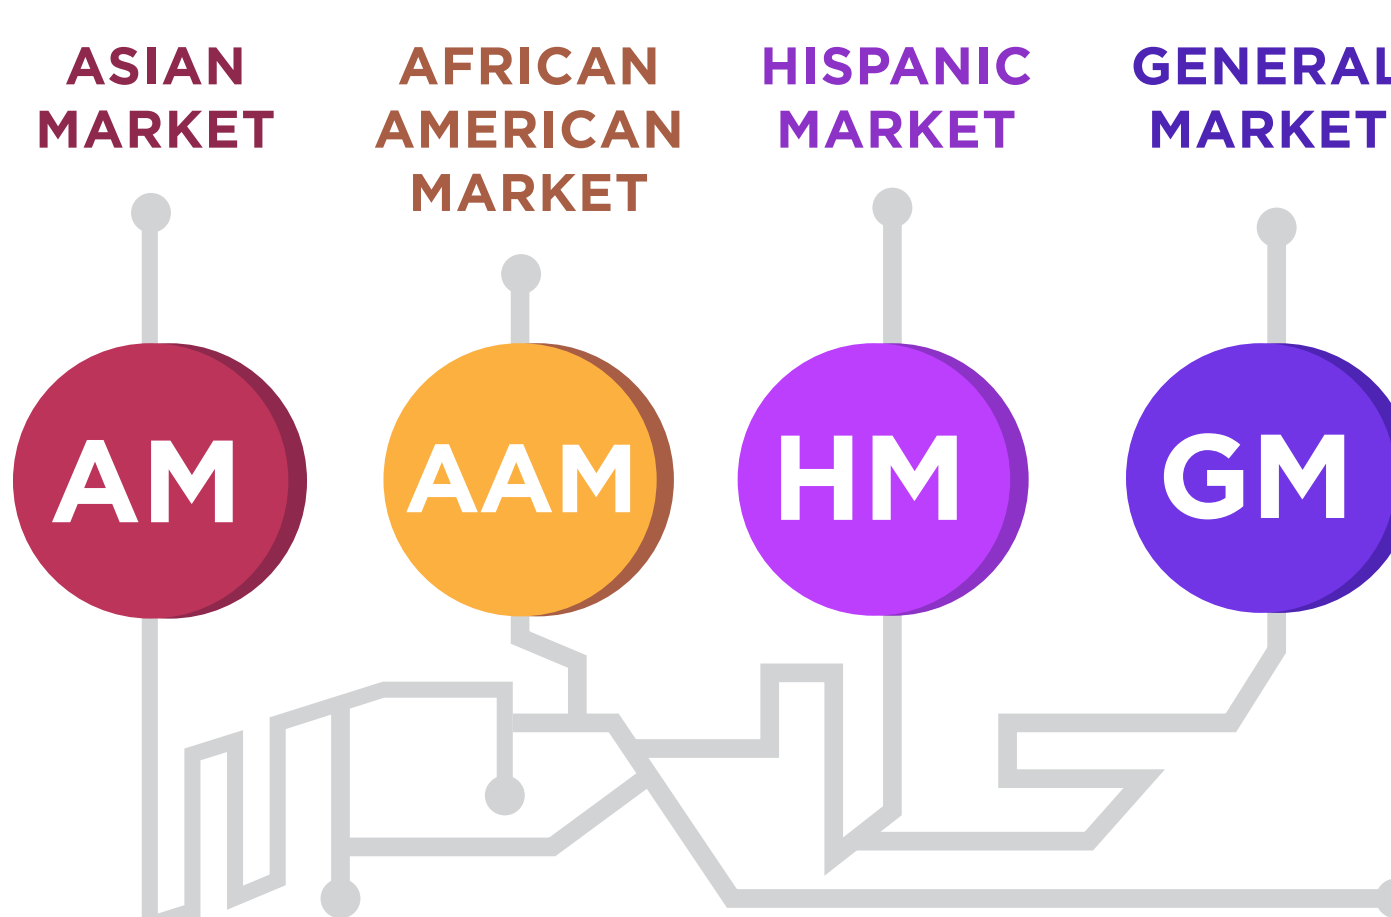 ASIAN
MARKET
AFRICAN
AMERICAN
MARKET
HISPANIC
MARKET
GENERAL
MARKET
AM
AAM
HM
GM